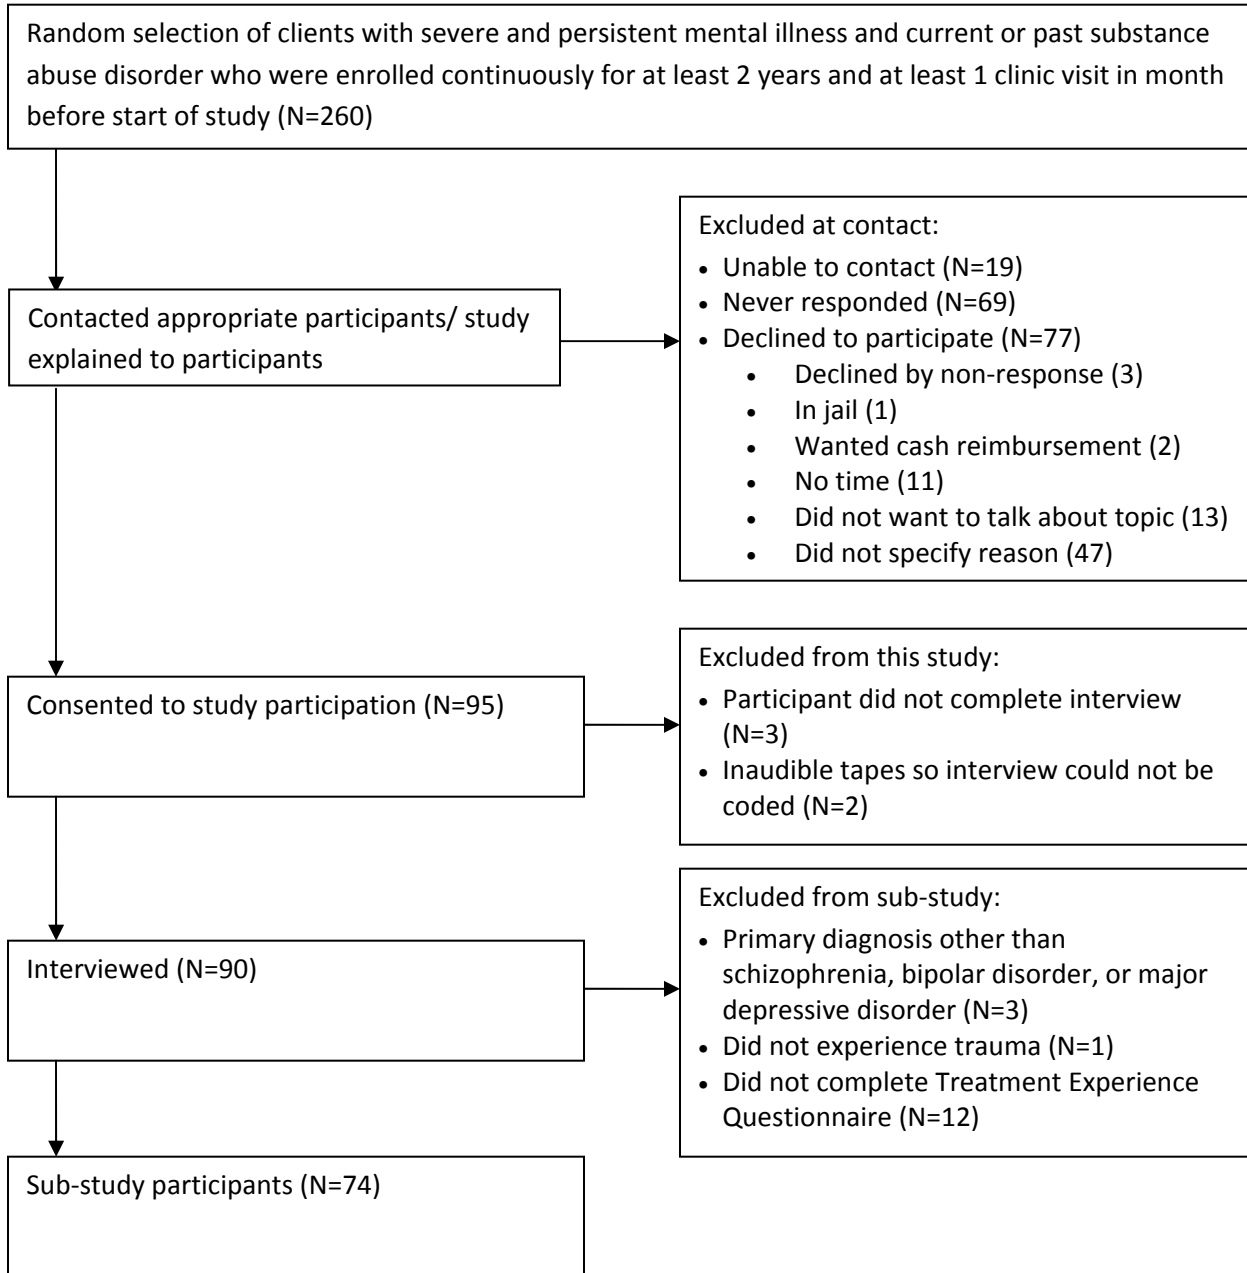 Random selection of clients with severe and persistent mental illness and current or past substance
abuse disorder who were enrolled continuously for at least 2 years and at least 1 clinic visit in month
before start of study (N=260)
Excluded at contact:
• Unable to contact (N=19)
• Never responded (N=69)
• Declined to participate (N=77)
• Declined by non-response (3)
• In jail (1)
• Wanted cash reimbursement (2)
• No time (11)
• Did not want to talk about topic (13)
• Did not specify reason (47)
Contacted appropriate participants/ study
explained to participants
Consented to study participation (N=95)
Excluded from this study:
• Participant did not complete interview
(N=3)
• Inaudible tapes so interview could not be
coded (N=2)
Interviewed (N=90)
Excluded from sub-study:
• Primary diagnosis other than
schizophrenia, bipolar disorder, or major
depressive disorder (N=3)
• Did not experience trauma (N=1)
• Did not complete Treatment Experience
Questionnaire (N=12)
Sub-study participants (N=74)